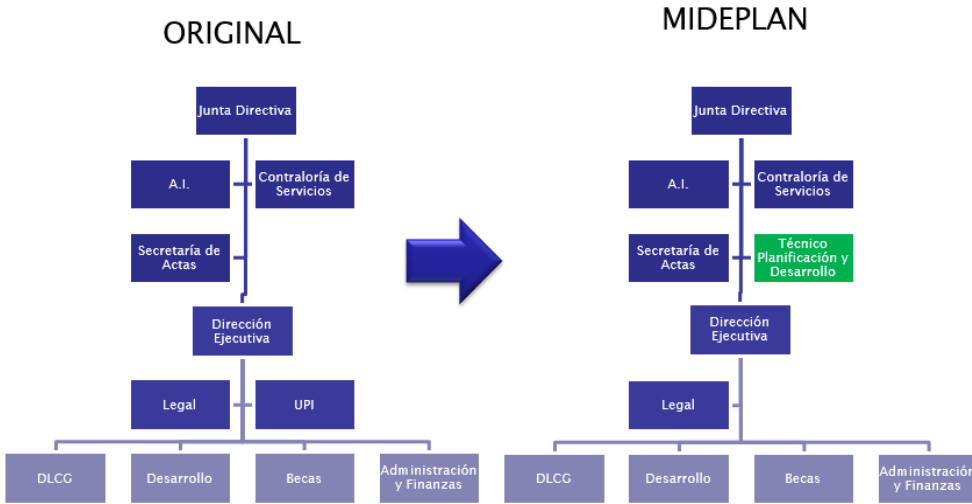 ORIGINAL
Junta Directiva
A.I.
Contraloría de
Servicios
Secretaría de
Actas
Dirección
Ejecutiva
Legal
UPI
DLCG
Desarrollo
Becas
Administración
y Finanzas
MIDEPLAN
Junta Directiva
A.I.
Contraloría de
Servicios
Secretaría de
Actas
Técnico
Planificación y
Desarrollo
Dirección
Ejecutiva
Legal
DLCG
Desarrollo
Becas
Administración
y Finanzas